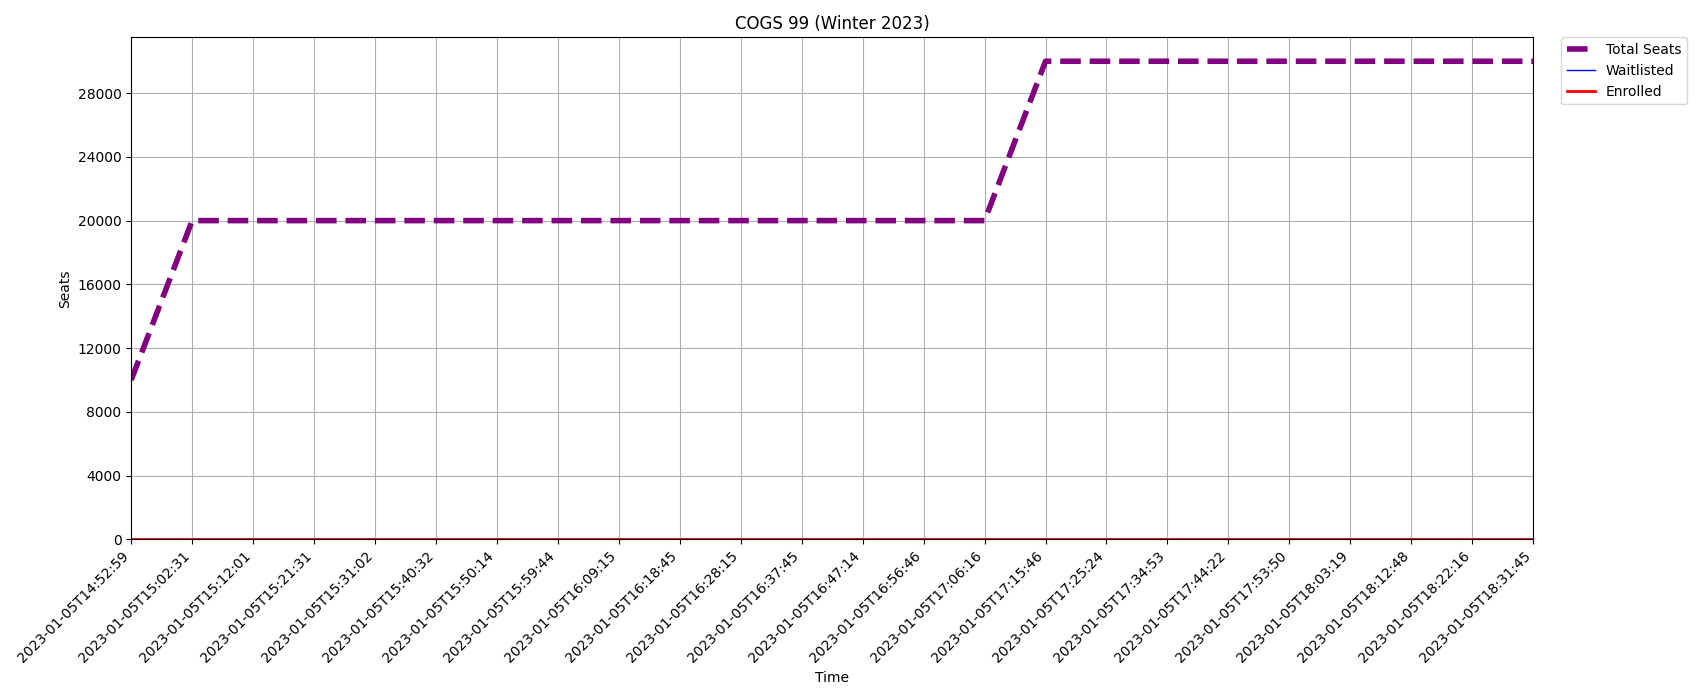 COGS 99 (Winter 2023)
Total Seats
Waitlisted
Enrolled
28000
24000
20000
16000
12000
8000
4000
0
Seats
2023-01-05T14:52:59
2023-01-05T15:02:31
2023-01-05T15:12:01
2023-01-05T15:21:31
2023-01-05T15:31:02
2023-01-05T15:40:32
2023-01-05T15:50:14
2023-01-05T15:59:44
2023-01-05T16:09:15
2023-01-05T16:18:45
2023-01-05T16:28:15
2023-01-05T16:37:45
2023-01-05T16:47:14
2023-01-05T16:56:46
2023-01-05T17:06:16
2023-01-05T17:15:46
2023-01-05T17:25:24
2023-01-05T17:34:53
2023-01-05T17:44:22
2023-01-05T17:53:50
2023-01-05T18:03:19
2023-01-05T18:12:48
2023-01-05T18:22:16
2023-01-05T18:31:45
Time